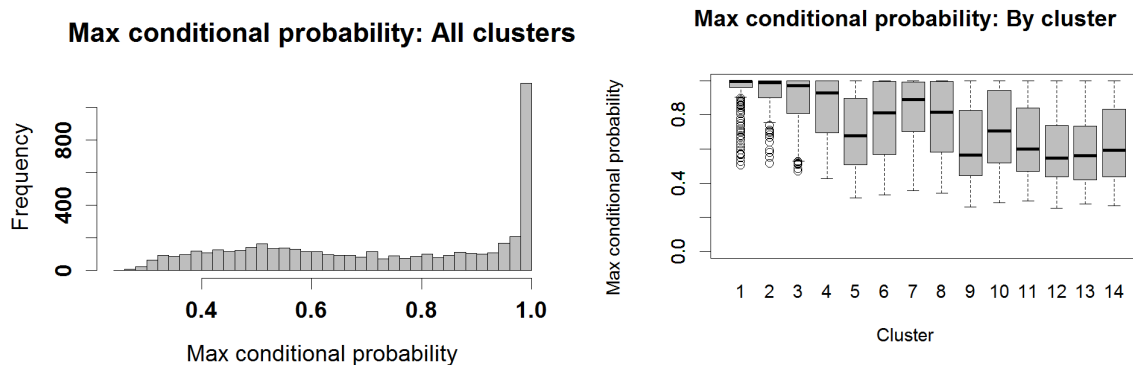 Max conditional probability: All clusters
Frequency
0 400 800
0.4 0.6 0.8 1.0
Max conditional probability
Max conditional probability: By cluster
Max conditional probability
0.0 0.4 0.8
1 2 3 4 5 6 7 8 9 10 11 12 13 14
Cluster